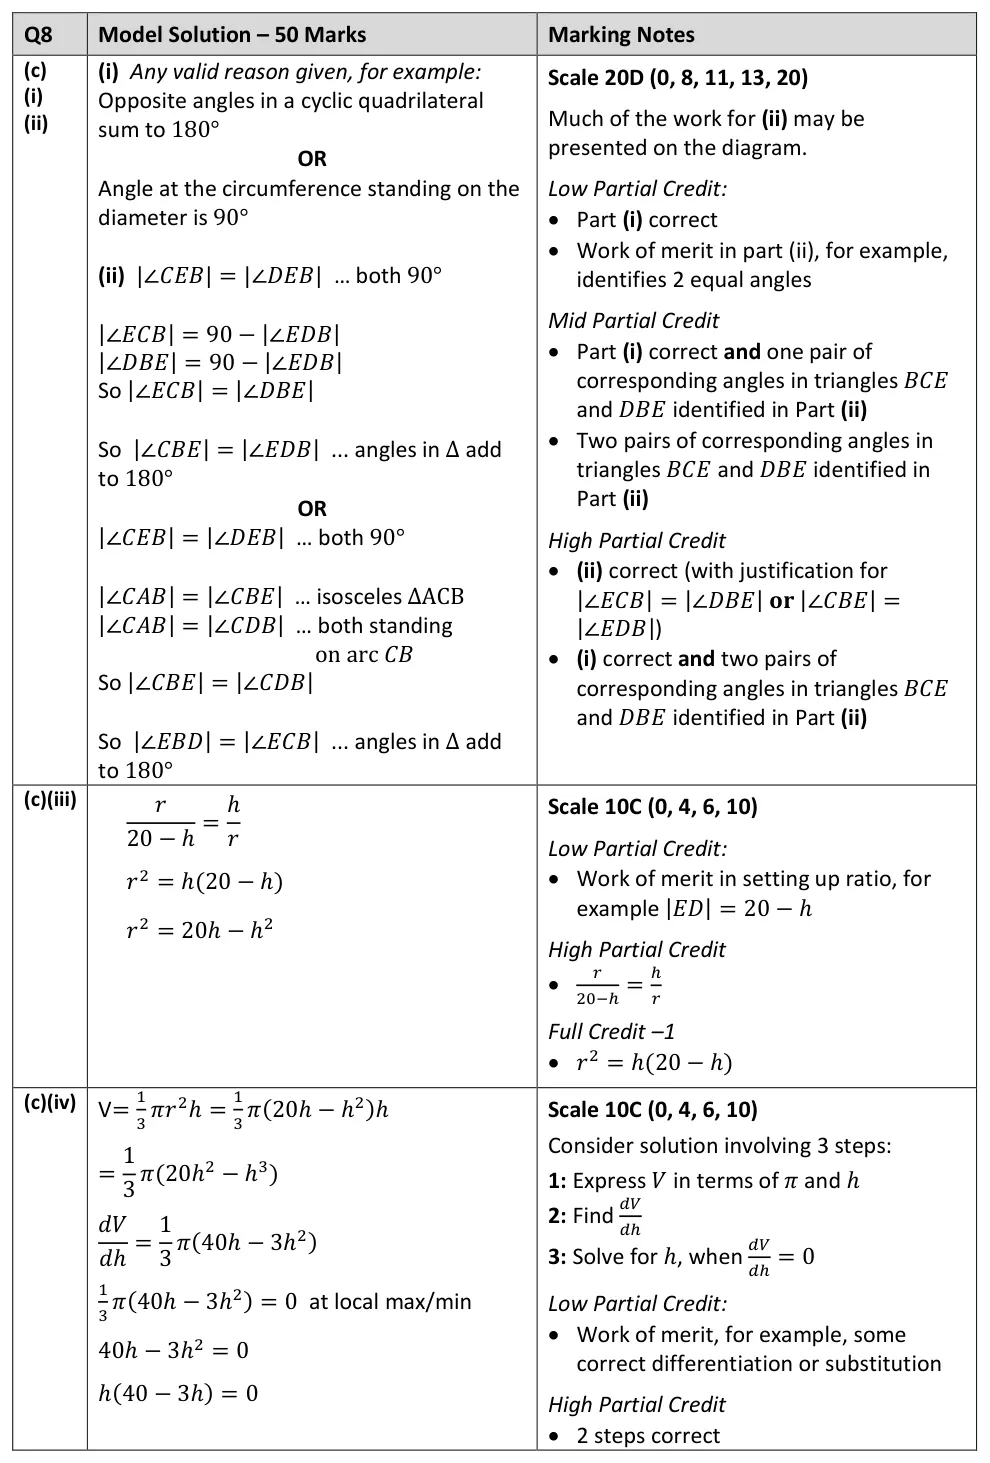 Q8 Model Solution – 50 Marks Marking Notes
(c)
(i)
(ii)
(i) Any valid reason given, for example:
Opposite angles in a cyclic quadrilateral
sum to 180°
OR
Angle at the circumference standing on the
diameter is 90°
(ii) |∠CEB| = |∠DEB| ... both 90°
|∠ECB| = 90 − |∠EDB|
|∠DBE| = 90 − |∠EDB|
So |∠ECB| = |∠DBE|
So |∠CBE| = |∠EDB| ... angles in Δ add
to 180°
OR
|∠CEB| = |∠DEB| ... both 90°
|∠CAB| = |∠CBE| ... isosceles ΔACB
|∠CAB| = |∠CDB| ... both standing
on arc CB
So |∠CBE| = |∠CDB|
So |∠EBD| = |∠ECB| ... angles in Δ add
to 180°
Scale 20D (0, 8, 11, 13, 20)
Much of the work for (ii) may be
presented on the diagram.
Low Partial Credit:
• Part (i) correct
• Work of merit in part (ii), for example,
identifies 2 equal angles
Mid Partial Credit
• Part (i) correct and one pair of
corresponding angles in triangles BCE
and DBE identified in Part (ii)
• Two pairs of corresponding angles in
triangles BCE and DBE identified in
Part (ii)
High Partial Credit
• (ii) correct (with justification for
|∠ECB| = |∠DBE| or |∠CBE| =
|∠EDB|)
• (i) correct and two pairs of
corresponding angles in triangles BCE
and DBE identified in Part (ii)
(c)(iii)
r/(20 − h) = h/r
r² = h(20 − h)
r² = 20h − h²
Scale 10C (0, 4, 6, 10)
Low Partial Credit:
• Work of merit in setting up ratio, for
example |ED| = 20 − h
High Partial Credit
• r/(20−h) = h/r
Full Credit –1
• r² = h(20 − h)
(c)(iv)
V= 1/3 πr²h = 1/3 π(20h − h²)h
= 1/3 π(20h² − h³)
dV/dh = 1/3 π(40h − 3h²)
1/3 π(40h − 3h²) = 0 at local max/min
40h − 3h² = 0
h(40 − 3h) = 0
Scale 10C (0, 4, 6, 10)
Consider solution involving 3 steps:
1: Express V in terms of π and h
2: Find dV/dh
3: Solve for h, when dV/dh = 0
Low Partial Credit:
• Work of merit, for example, some
correct differentiation or substitution
High Partial Credit
• 2 steps correct